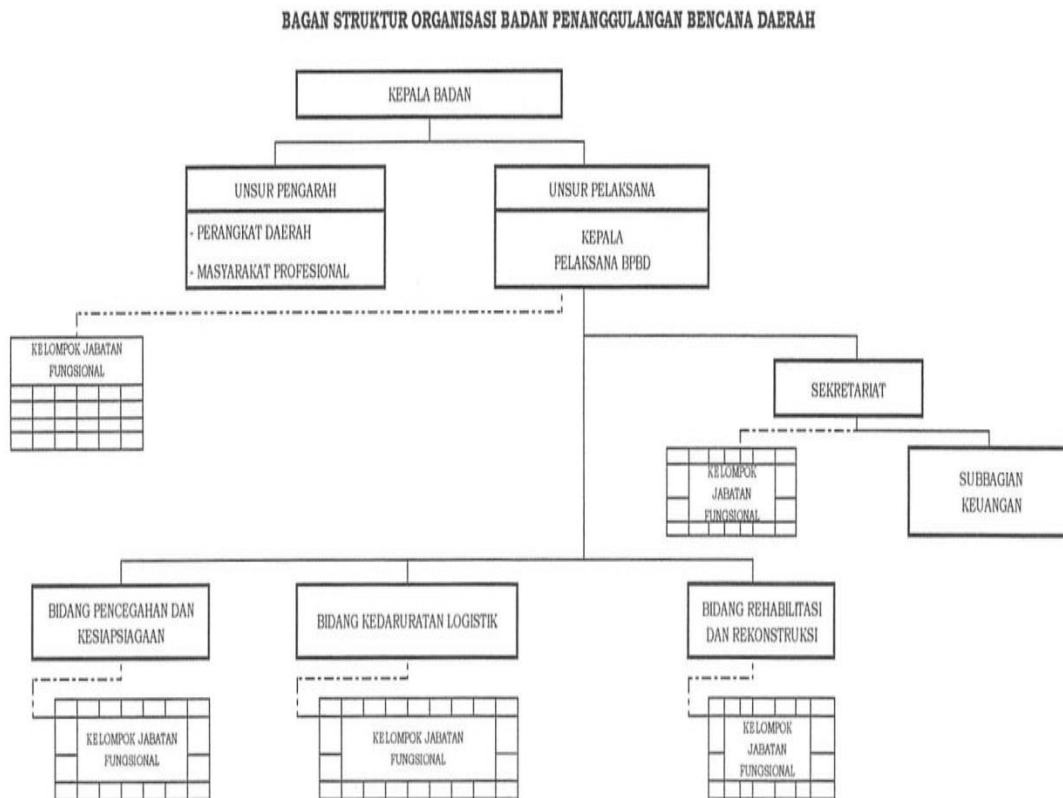 BAGAN STRUKTUR ORGANISASI BADAN PENANGGULANGAN BENCANA DAERAH
KEPALA BADAN
UNSUR PENGARAH
- PERANGKAT DAERAH
- MASYARAKAT PROFESIONAL
UNSUR PELAKSANA
KEPALA
PELAKSANA BPBD
KELOMPOK JABATAN
FUNGSIONAL
SEKRETARIAT
KELOMPOK
JABATAN
FUNGSIONAL
SUBBAGIAN
KEUANGAN
BIDANG PENCEGAHAN DAN
KESIAPSIAGAAN
BIDANG KEDARURATAN LOGISTIK
BIDANG REHABILITASI
DAN REKONSTRUKSI
KELOMPOK JABATAN
FUNGSIONAL
KELOMPOK JABATAN
FUNGSIONAL
KELOMPOK
JABATAN
FUNGSIONAL